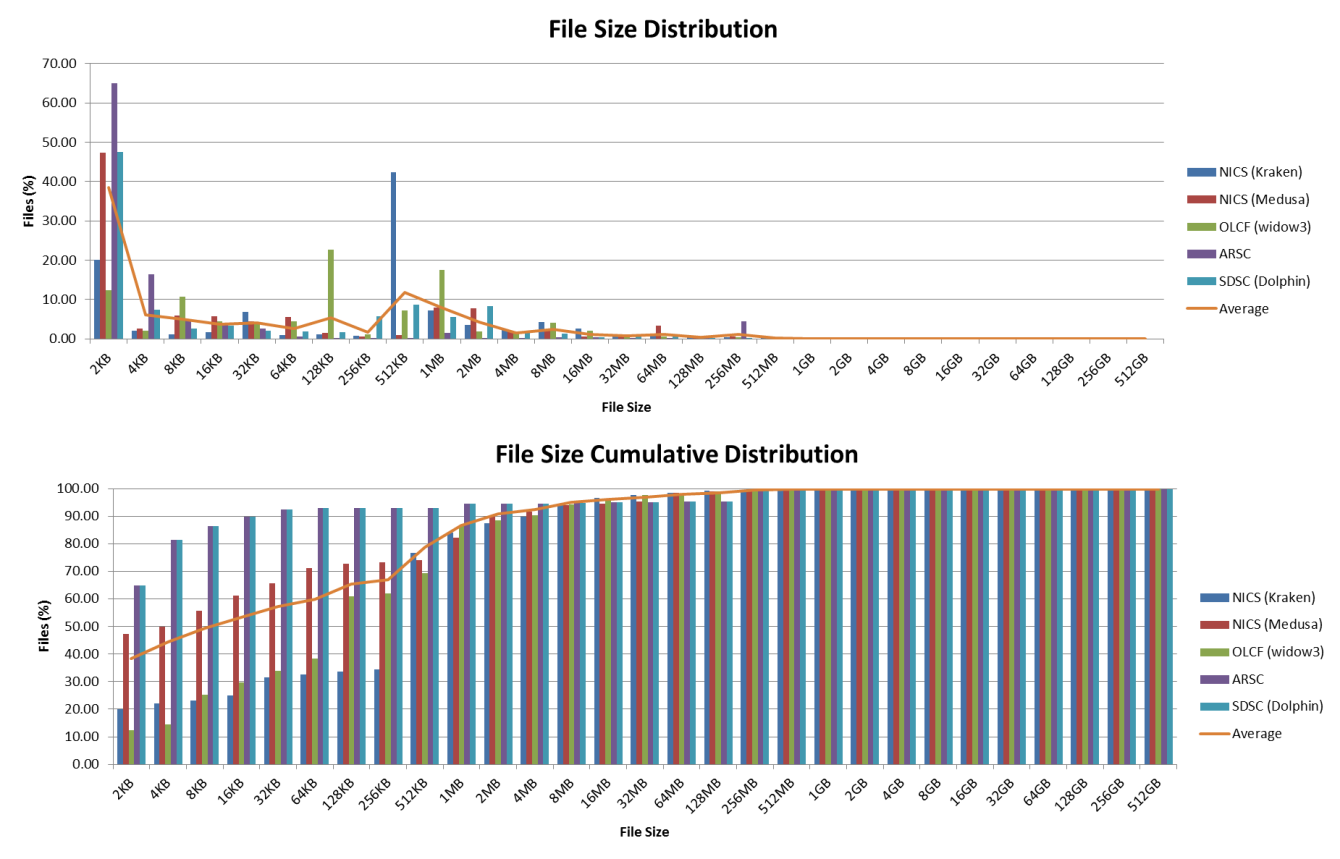 File Size Distribution
70.00
60.00
50.00
40.00
30.00
20.00
10.00
0.00
Files (%)
2KB 4KB 8KB 16KB 32KB 64KB 128KB 256KB 512KB 1MB 2MB 4MB 8MB 16MB 32MB 64MB 128MB 256MB 512MB 1GB 2GB 4GB 8GB 16GB 32GB 64GB 128GB 256GB 512GB
File Size
NICS (Kraken)
NICS (Medusa)
OLCF (widow3)
ARSC
SDSC (Dolphin)
Average
File Size Cumulative Distribution
100.00
90.00
80.00
70.00
60.00
50.00
40.00
30.00
20.00
10.00
0.00
Files (%)
2KB 4KB 8KB 16KB 32KB 64KB 128KB 256KB 512KB 1MB 2MB 4MB 8MB 16MB 32MB 64MB 128MB 256MB 512MB 1GB 2GB 4GB 8GB 16GB 32GB 64GB 128GB 256GB 512GB
File Size
NICS (Kraken)
NICS (Medusa)
OLCF (widow3)
ARSC
SDSC (Dolphin)
Average